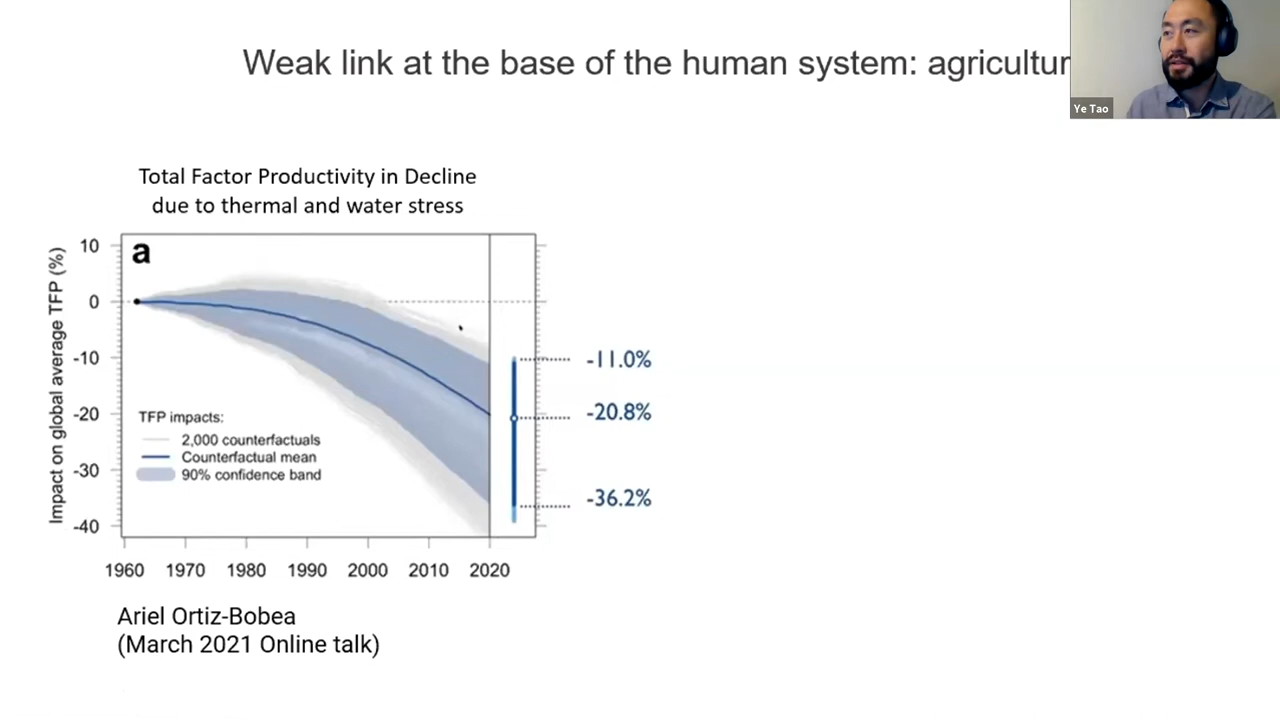 Weak link at the base of the human system: agricultur
Ye Tao
Total Factor Productivity in Decline
due to thermal and water stress
a
Impact on global average TFP (%)
10
0
-10
-20
-30
-40
TFP impacts:
2,000 counterfactuals
Counterfactual mean
90% confidence band
-11.0%
-20.8%
-36.2%
1960 1970 1980 1990 2000 2010 2020
Ariel Ortiz-Bobea
(March 2021 Online talk)